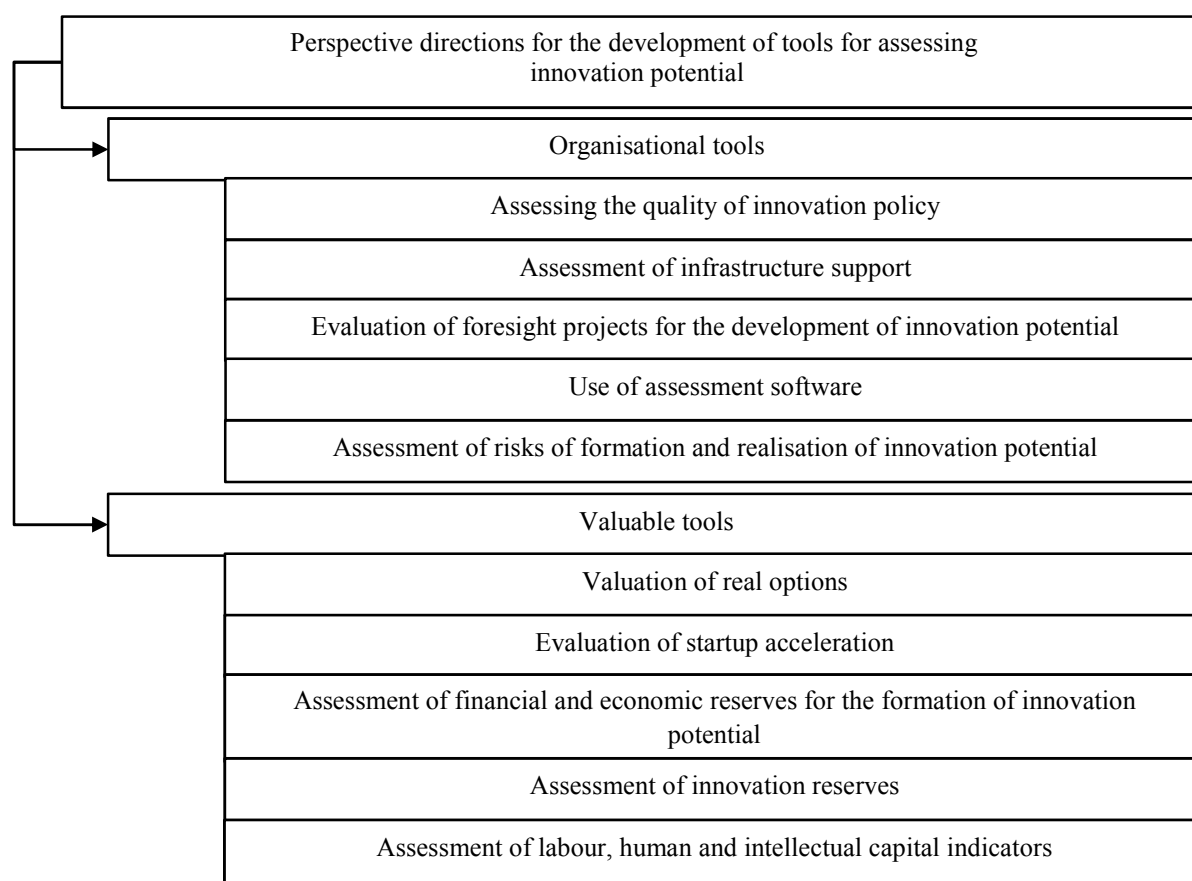 Perspective directions for the development of tools for assessing
innovation potential
Organisational tools
Assessing the quality of innovation policy
Assessment of infrastructure support
Evaluation of foresight projects for the development of innovation potential
Use of assessment software
Assessment of risks of formation and realisation of innovation potential
Valuable tools
Valuation of real options
Evaluation of startup acceleration
Assessment of financial and economic reserves for the formation of innovation
potential
Assessment of innovation reserves
Assessment of labour, human and intellectual capital indicators